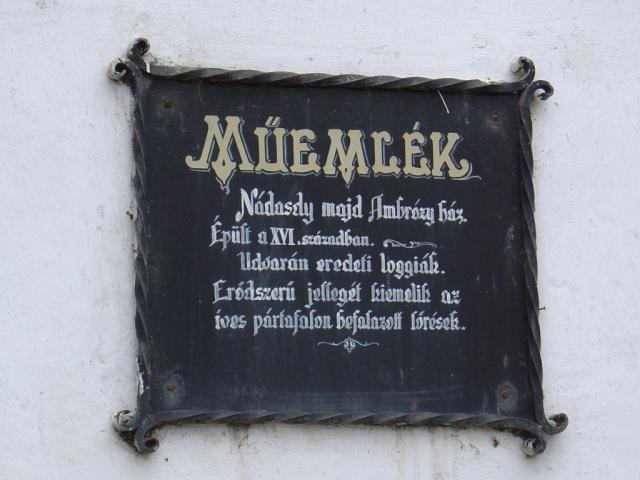 MŰEMLÉK
Nádasdy majd Ambrózy ház.
Épült a XVI. században.
Udvarán eredeti loggiák.
Erődszerű jellegét kiemelik az
íves pártafalon befalazott lőrések.